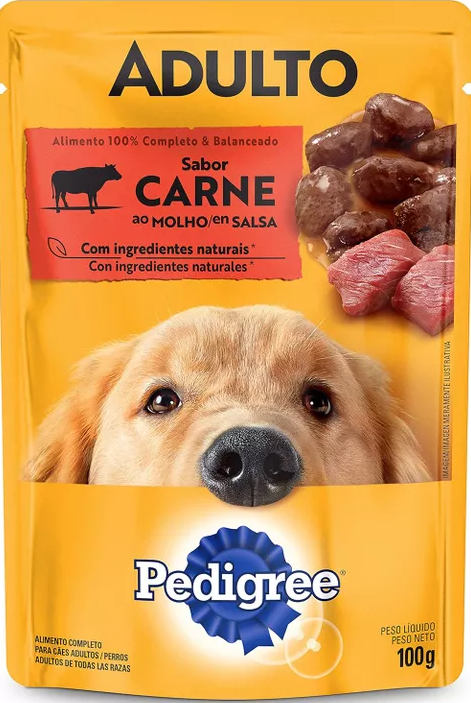 ADULTO
Alimento 100% Completo & Balanceado
Sabor
CARNE
ao MOLHO/en SALSA
Com ingredientes naturais*
Con ingredientes naturales*
IMAGEM/IMAGEN MERAMENTE ILUSTRATIVA
Pedigree®
ALIMENTO COMPLETO
PARA CÃES ADULTOS / PERROS
ADULTOS DE TODAS LAS RAZAS
PESO LÍQUIDO
PESO NETO
100g